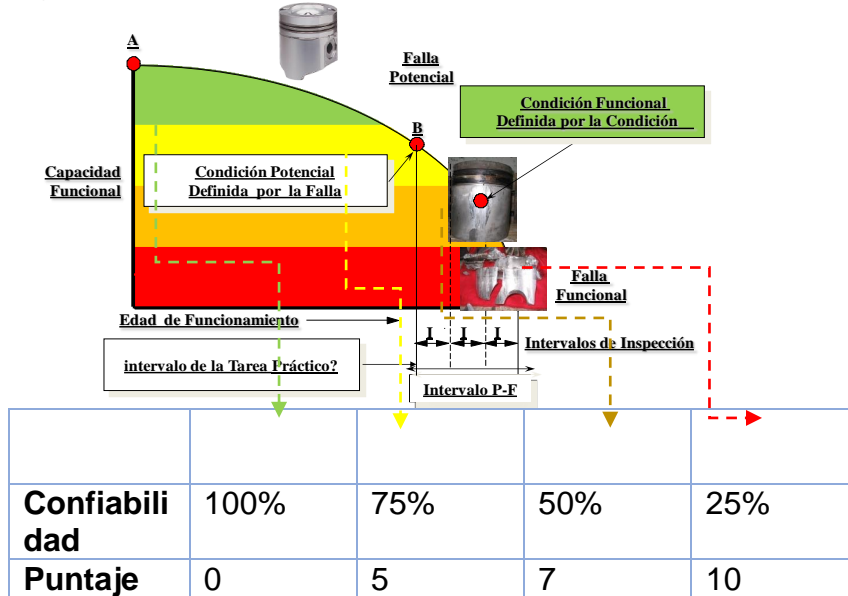 A
Falla
Potencial
Condición Funcional
Definida por la Condición
B
Capacidad
Funcional
Condición Potencial
Definida por la Falla
Falla
Funcional
Edad de Funcionamiento
I
I
I
Intervalos de Inspección
intervalo de la Tarea Práctico?
Intervalo P-F
Confiabili
dad
100%
75%
50%
25%
Puntaje
0
5
7
10